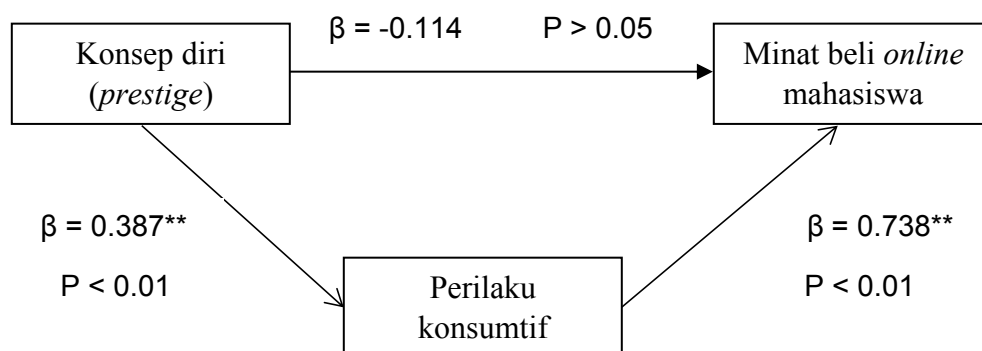 β = -0.114 P > 0.05
Konsep diri
(prestige)
Minat beli online
mahasiswa
β = 0.387**
P < 0.01
β = 0.738**
P < 0.01
Perilaku
konsumtif